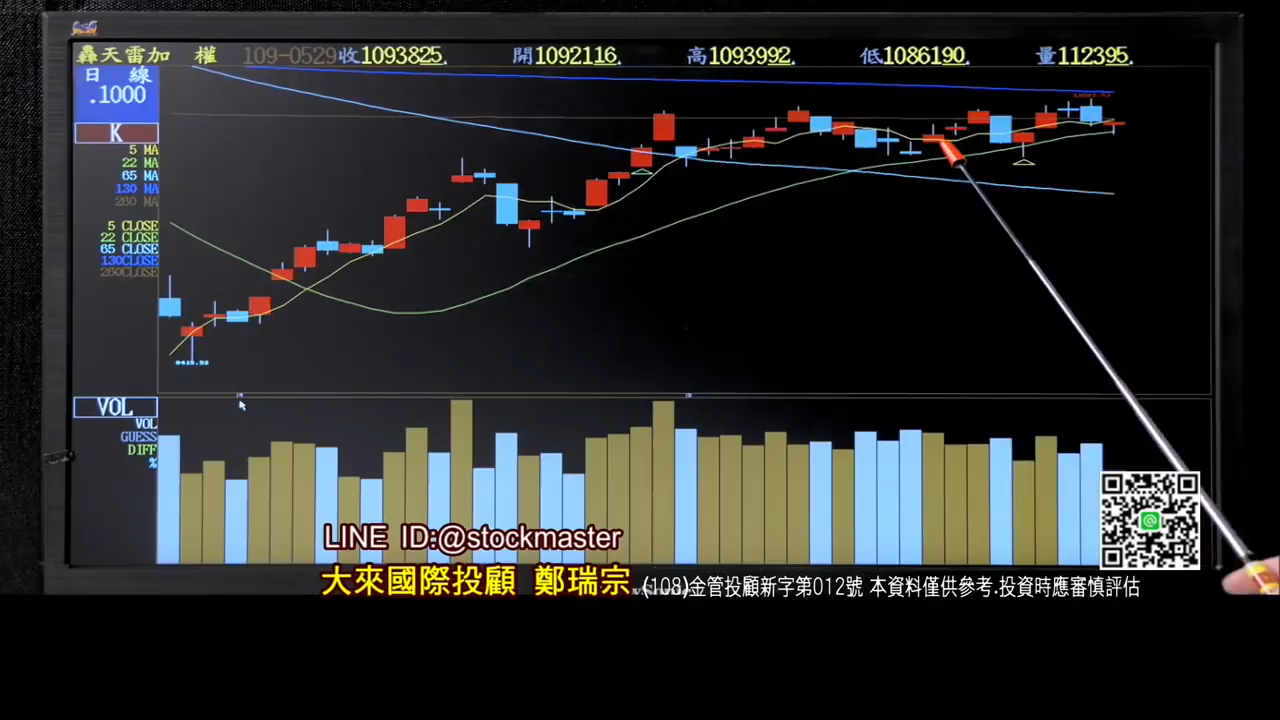 轟天雷加 權 109-0529收1093825. 開1092116. 高1093992. 低1086190. 量112395.
日 線
.1000
K
5 MA
22 MA
65 MA
130 MA
260 MA
5 CLOSE
22 CLOSE
65 CLOSE
130CLOSE
260CLOSE
VOL
VOL
GUESS
DIFF
%
LINE ID:@stockmaster
大來國際投顧 鄭瑞宗 (108)金管投顧新字第012號 本資料僅供參考.投資時應審慎評估